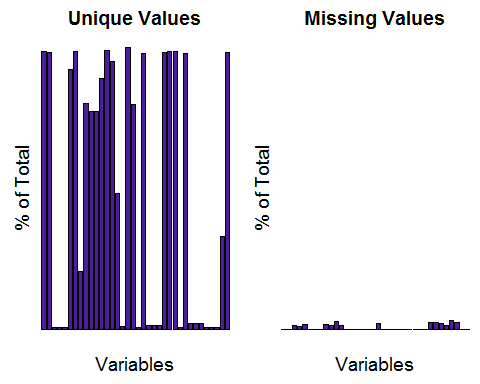 Unique Values
Missing Values
% of Total
% of Total
Variables
Variables